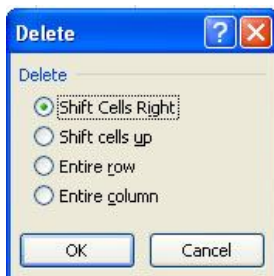 Delete
Delete
Shift Cells Right
Shift cells up
Entire row
Entire column
OK Cancel